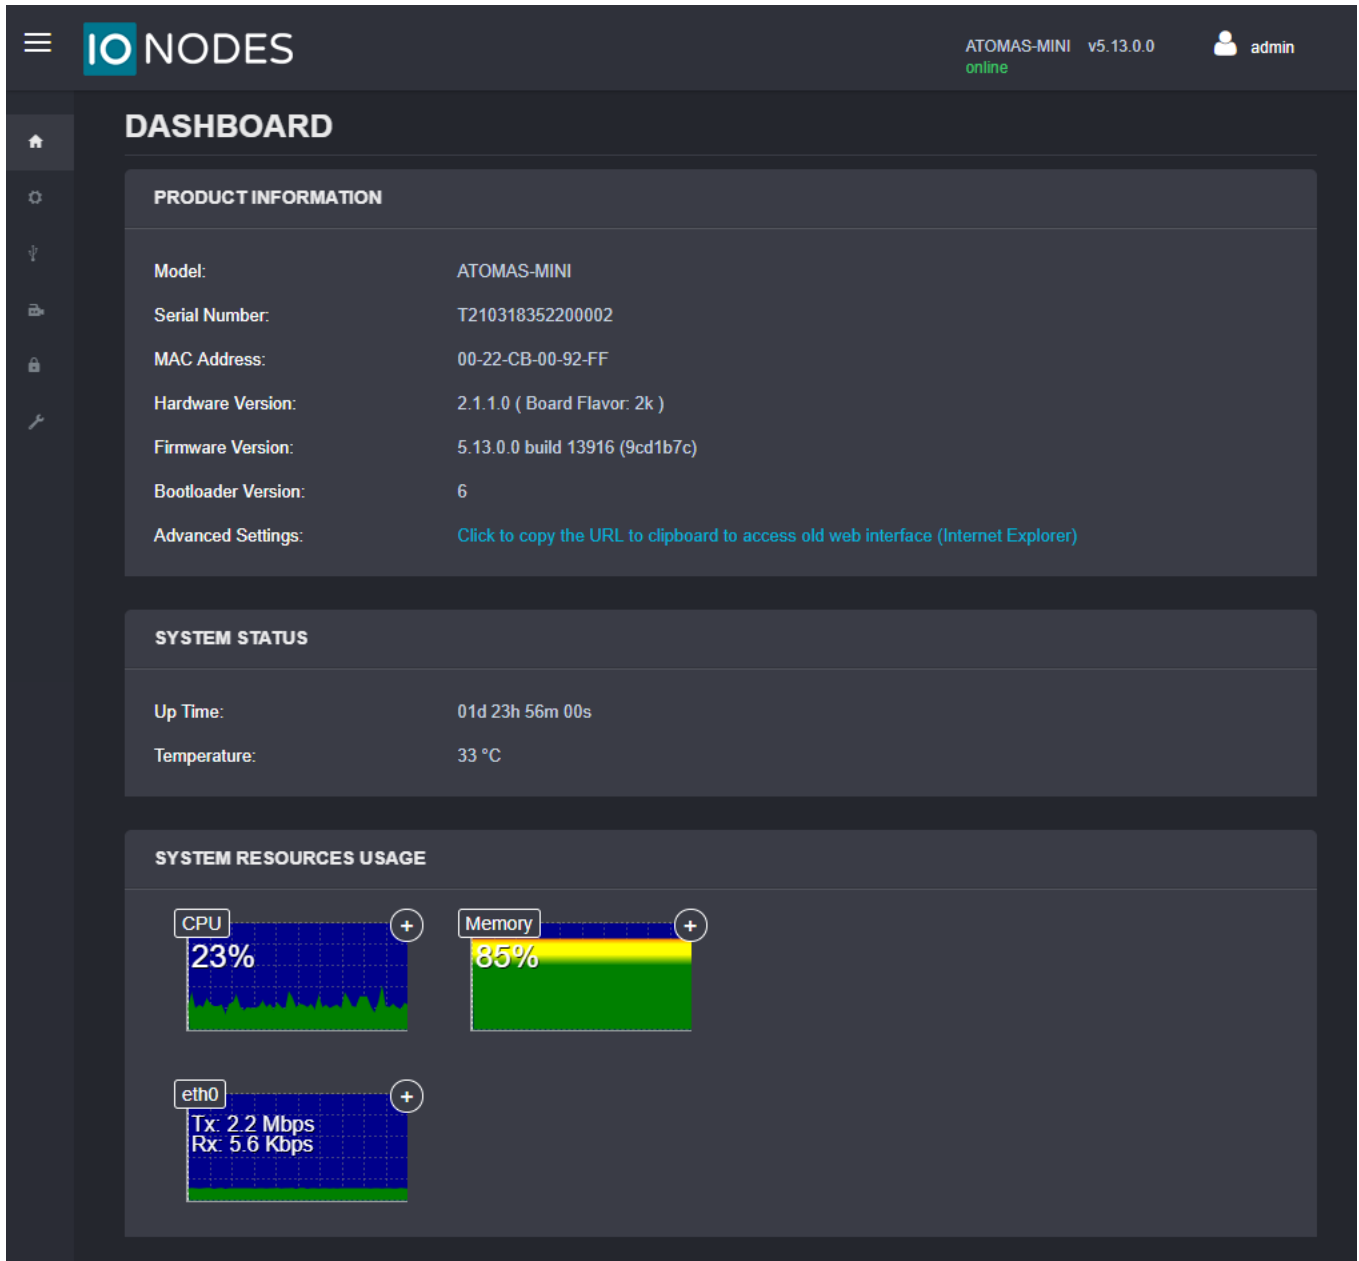 IO NODES
ATOMAS-MINI v5.13.0.0
online
admin
DASHBOARD
PRODUCT INFORMATION
Model: ATOMAS-MINI
Serial Number: T210318352200002
MAC Address: 00-22-CB-00-92-FF
Hardware Version: 2.1.1.0 ( Board Flavor: 2k )
Firmware Version: 5.13.0.0 build 13916 (9cd1b7c)
Bootloader Version: 6
Advanced Settings: Click to copy the URL to clipboard to access old web interface (Internet Explorer)
SYSTEM STATUS
Up Time: 01d 23h 56m 00s
Temperature: 33 °C
SYSTEM RESOURCES USAGE
CPU
23%
Memory
85%
eth0
Tx: 2.2 Mbps
Rx: 5.6 Kbps